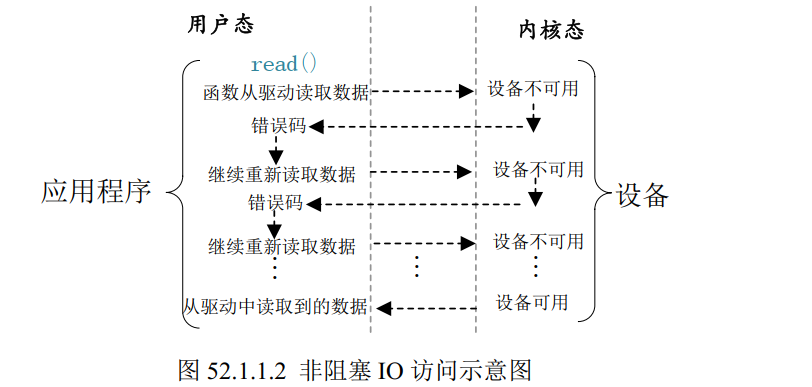 用户态 内核态
read()
函数从驱动读取数据 设备不可用
错误码
继续重新读取数据 设备不可用
应用程序 设备
错误码
继续重新读取数据 设备不可用
从驱动中读取到的数据 设备可用
图 52.1.1.2 非阻塞 IO 访问示意图